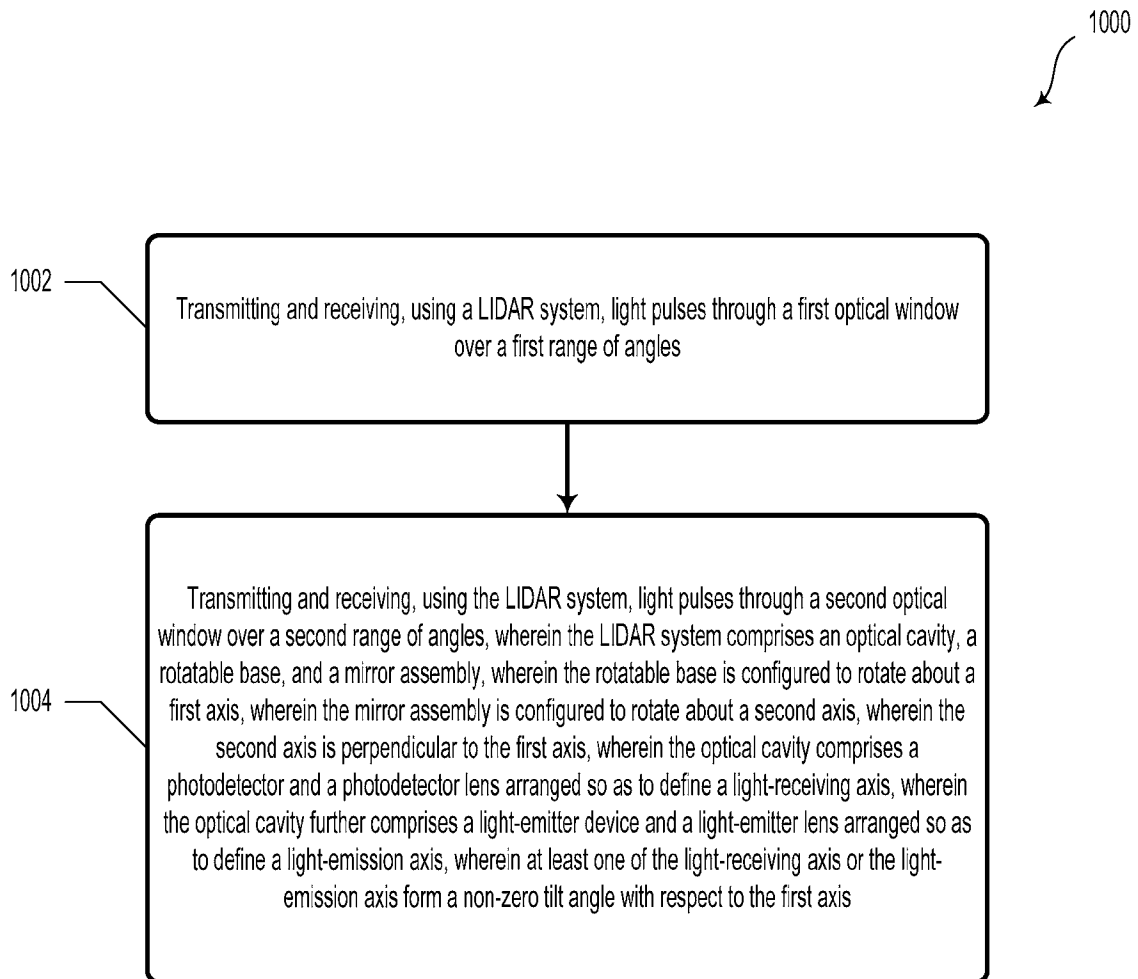 1000
1002
Transmitting and receiving, using a LIDAR system, light pulses through a first optical window
over a first range of angles
1004
Transmitting and receiving, using the LIDAR system, light pulses through a second optical
window over a second range of angles, wherein the LIDAR system comprises an optical cavity, a
rotatable base, and a mirror assembly, wherein the rotatable base is configured to rotate about a
first axis, wherein the mirror assembly is configured to rotate about a second axis, wherein the
second axis is perpendicular to the first axis, wherein the optical cavity comprises a
photodetector and a photodetector lens arranged so as to define a light-receiving axis, wherein
the optical cavity further comprises a light-emitter device and a light-emitter lens arranged so as
to define a light-emission axis, wherein at least one of the light-receiving axis or the light-
emission axis form a non-zero tilt angle with respect to the first axis